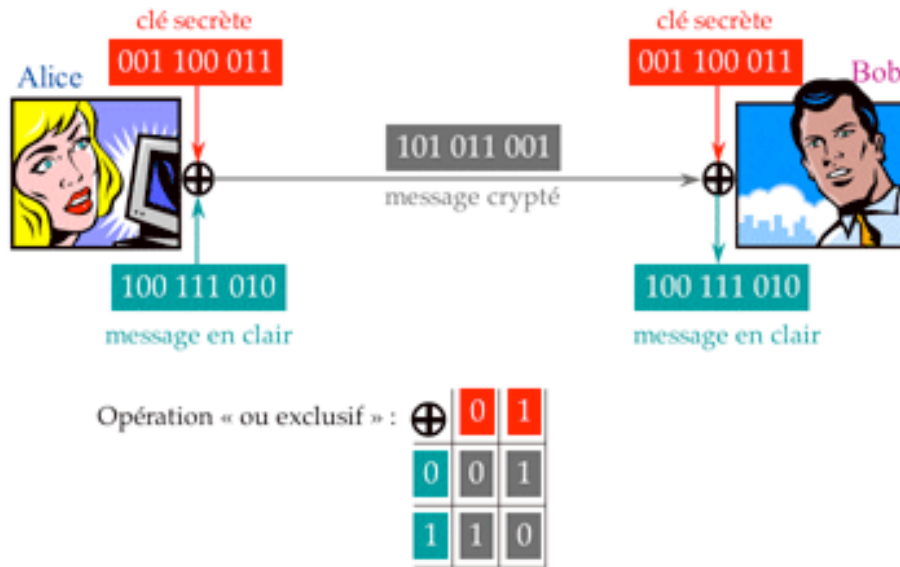 clé secrète
001 100 011
Alice
clé secrète
001 100 011
Bob
101 011 001
message crypté
100 111 010
message en clair
100 111 010
message en clair
Opération « ou exclusif » : 0 1
0 0 1
1 1 0